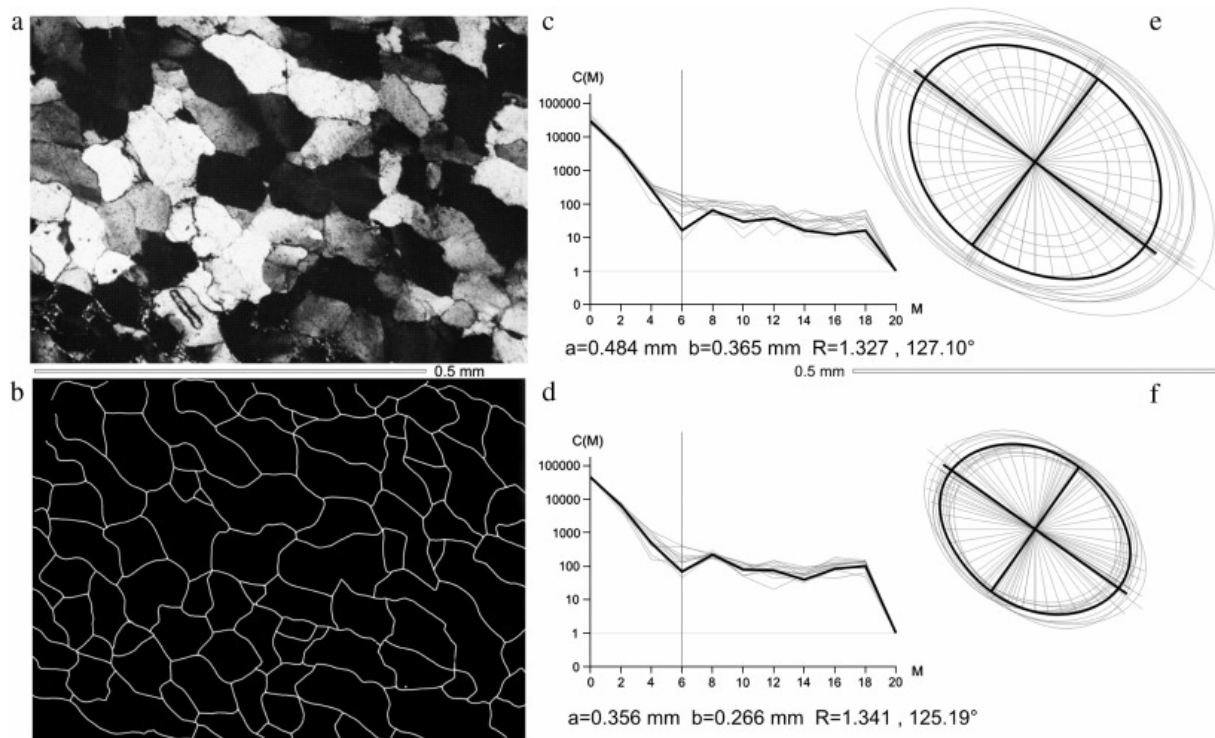 a
0.5 mm
b
c
C(M)
100000
10000
1000
100
10
1
0
0 2 4 6 8 10 12 14 16 18 20 M
a=0.484 mm b=0.365 mm R=1.327 , 127.10°
e
0.5 mm
d
C(M)
100000
10000
1000
100
10
1
0
0 2 4 6 8 10 12 14 16 18 20 M
a=0.356 mm b=0.266 mm R=1.341 , 125.19°
f